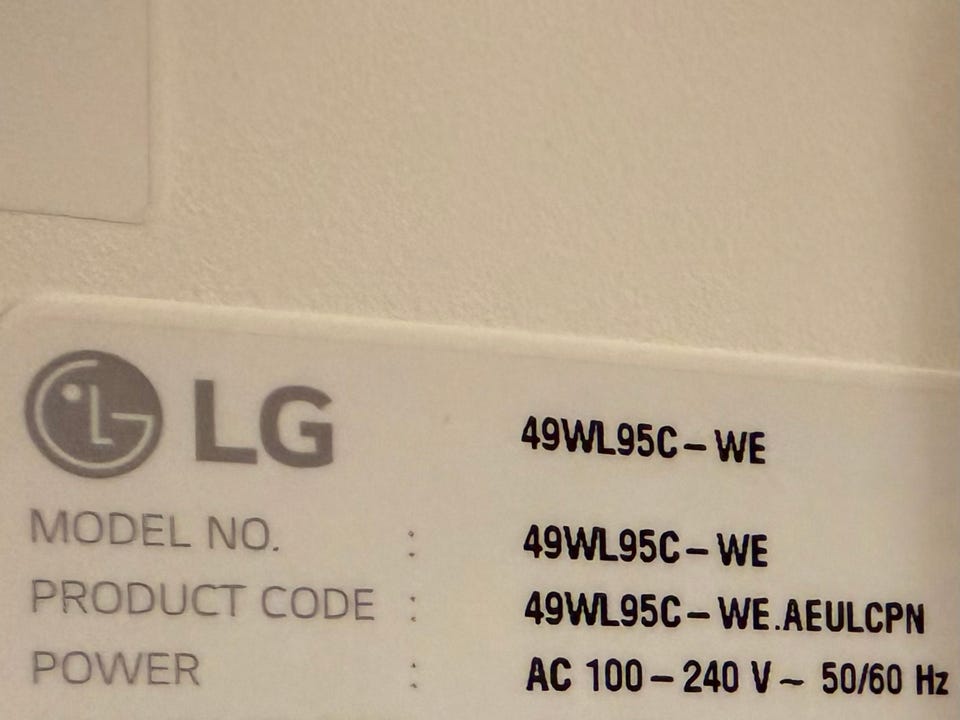 LG 49WL95C-WE
MODEL NO. : 49WL95C-WE
PRODUCT CODE : 49WL95C-WE.AEULCPN
POWER : AC 100-240 V~ 50/60 Hz